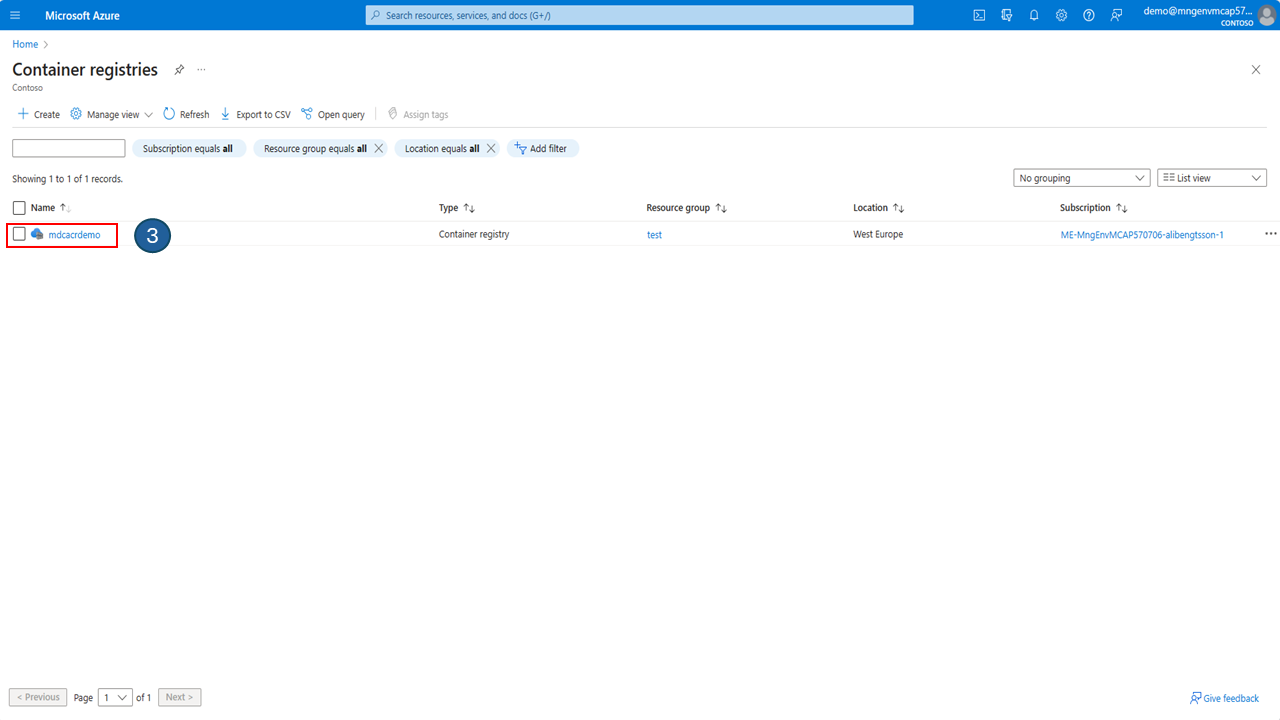 Microsoft Azure
Search resources, services, and docs (G+/)
demo@mngenvmcap57...
CONTOSO
Home
Container registries
...
Contoso
Create
Manage view
Refresh
Export to CSV
Open query
Assign tags
Subscription equals all
Resource group equals all
Location equals all
Add filter
Showing 1 to 1 of 1 records.
No grouping
List view
Name
Type
Resource group
Location
Subscription
mdcacrdemo
3
Container registry
test
West Europe
ME-MngEnvMCAP570706-alibengtsson-1
...
< Previous
Page
1
of 1
Next >
Give feedback